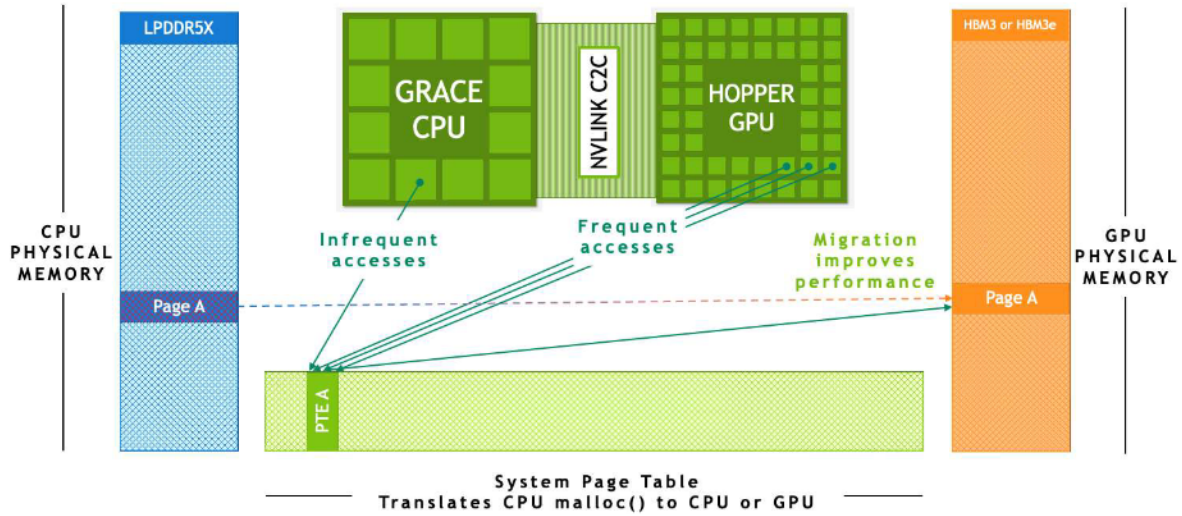 LPDDR5X
GRACE
CPU
NVLINK C2C
HOPPER
GPU
HBM3 or HBM3e
CPU
PHYSICAL
MEMORY
Infrequent
accesses
Frequent
accesses
Migration
improves
performance
GPU
PHYSICAL
MEMORY
Page A
Page A
PTE A
System Page Table
Translates CPU malloc() to CPU or GPU